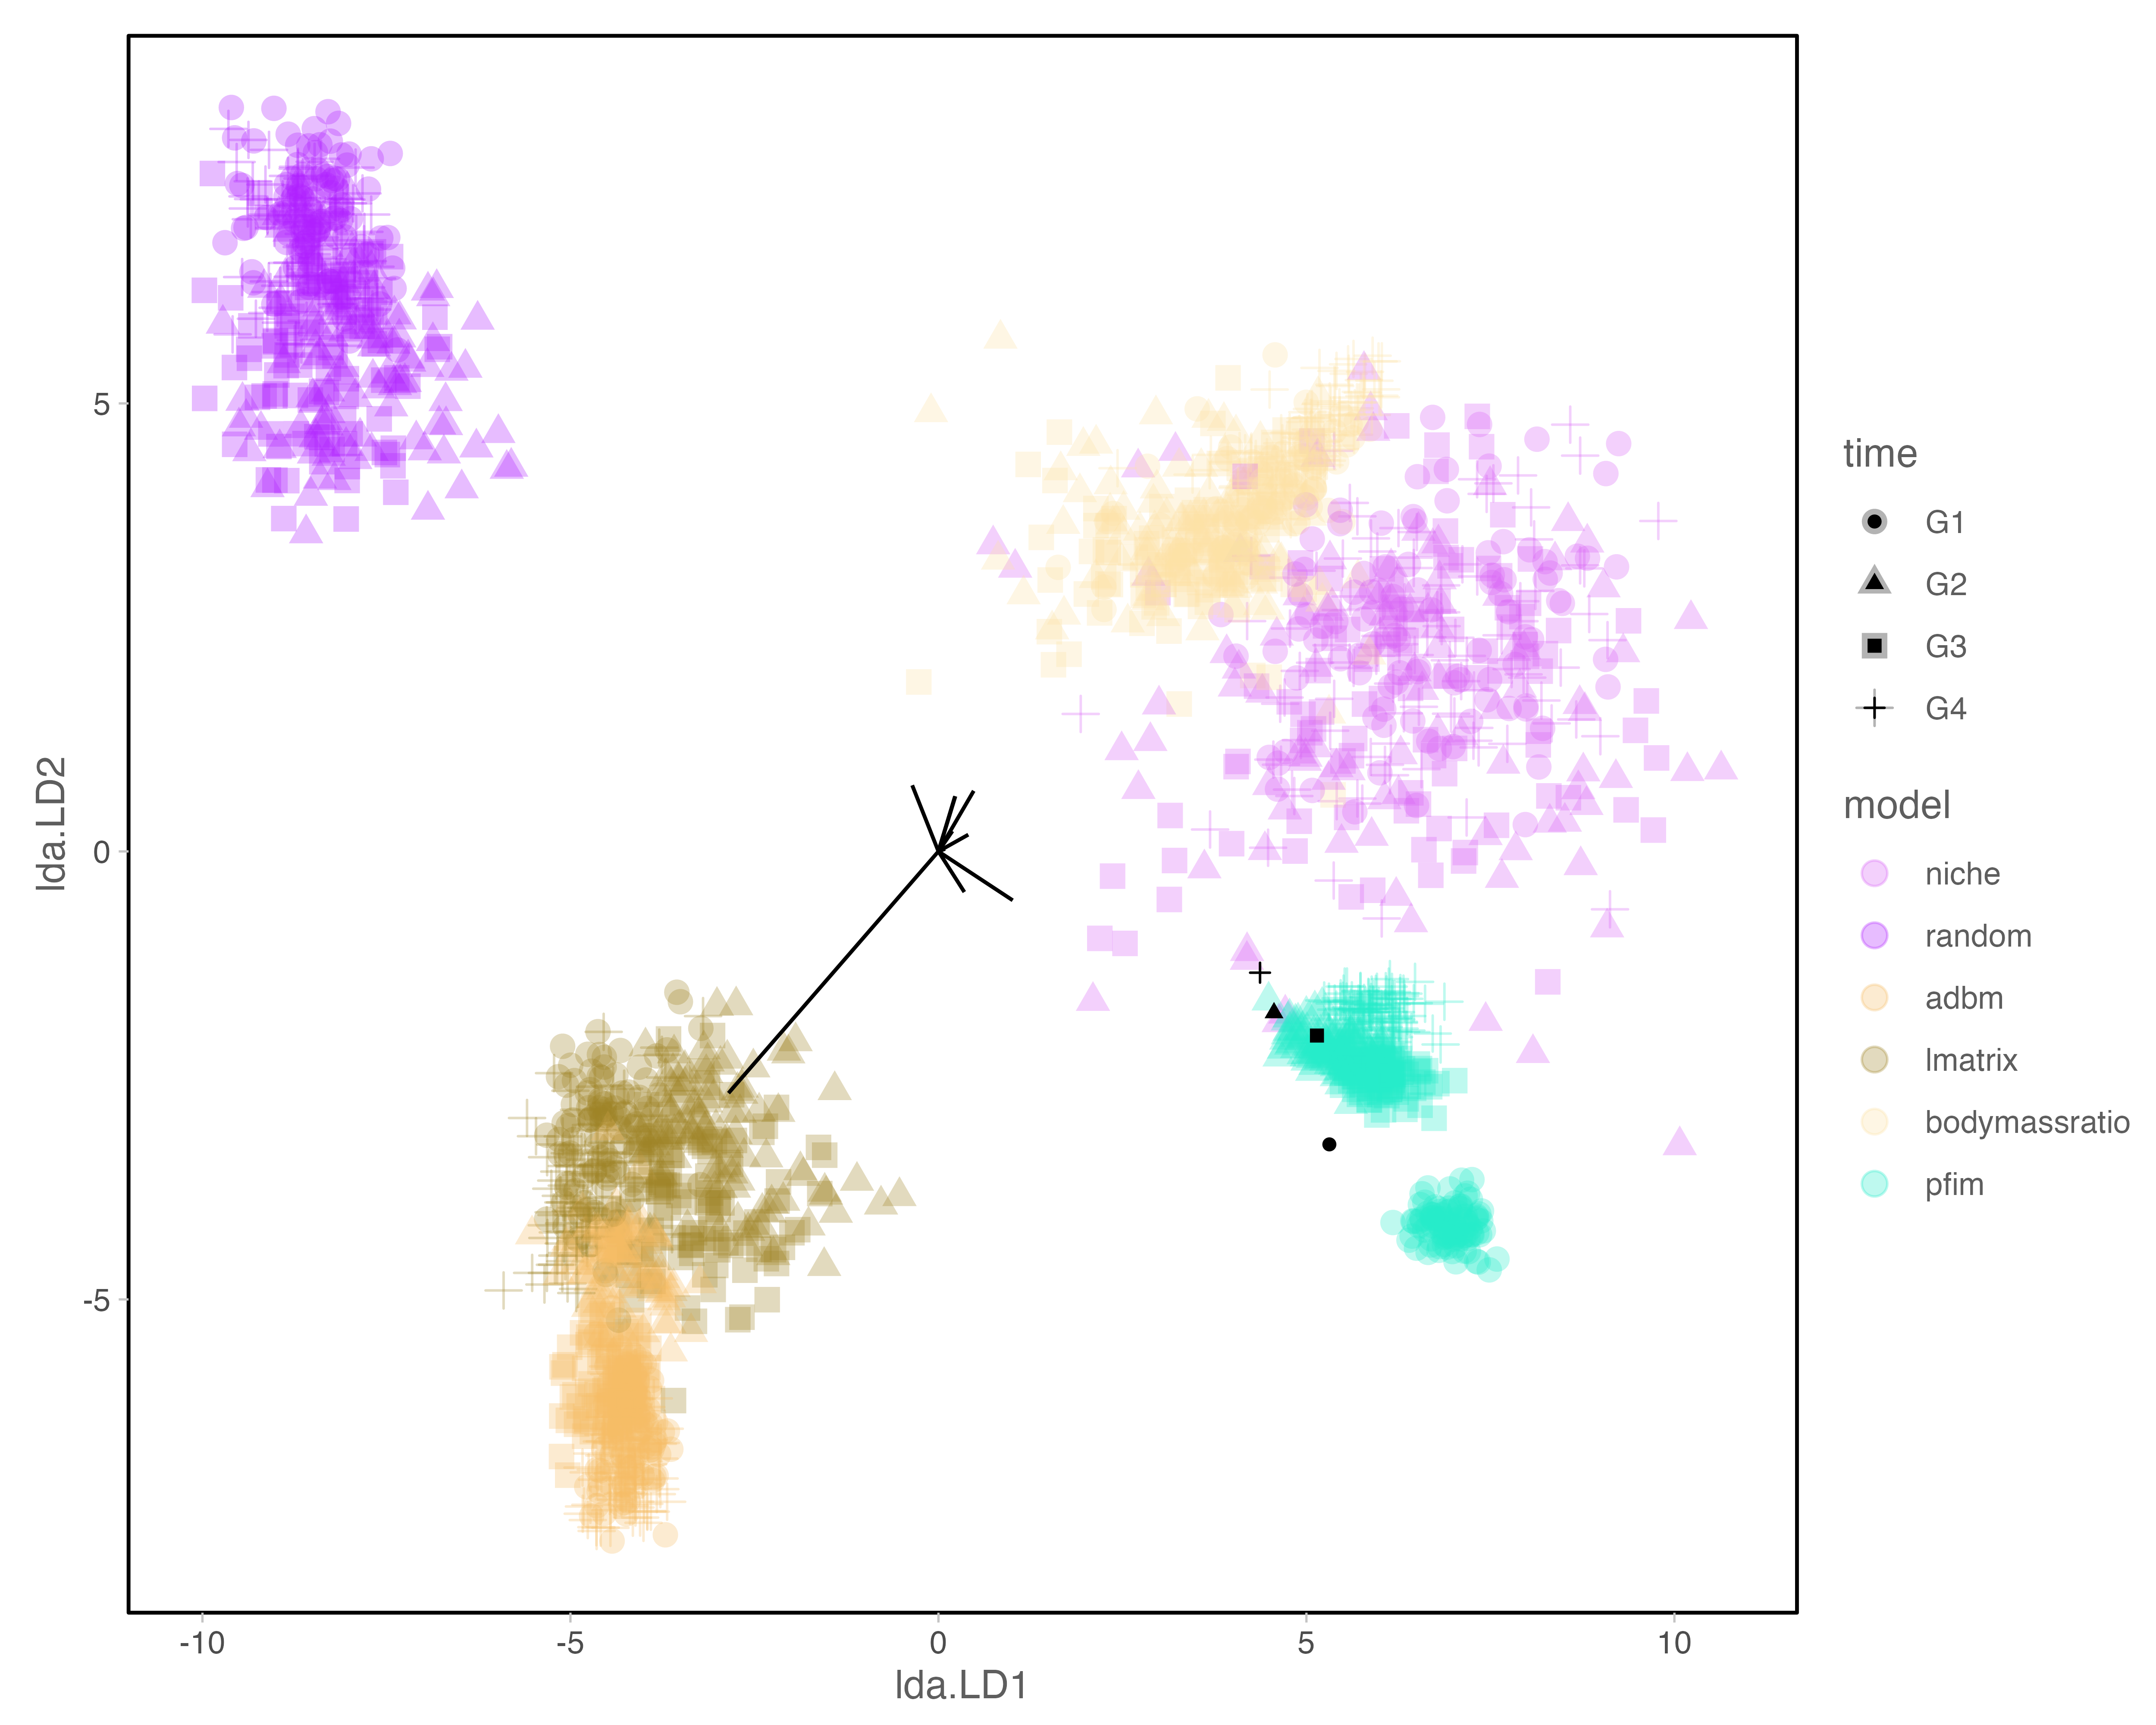 lda.LD2
5
0
-5
-10
-5
0
5
10
lda.LD1
time
G1
G2
G3
G4
model
niche
random
adbm
lmatrix
bodymassratio
pfim